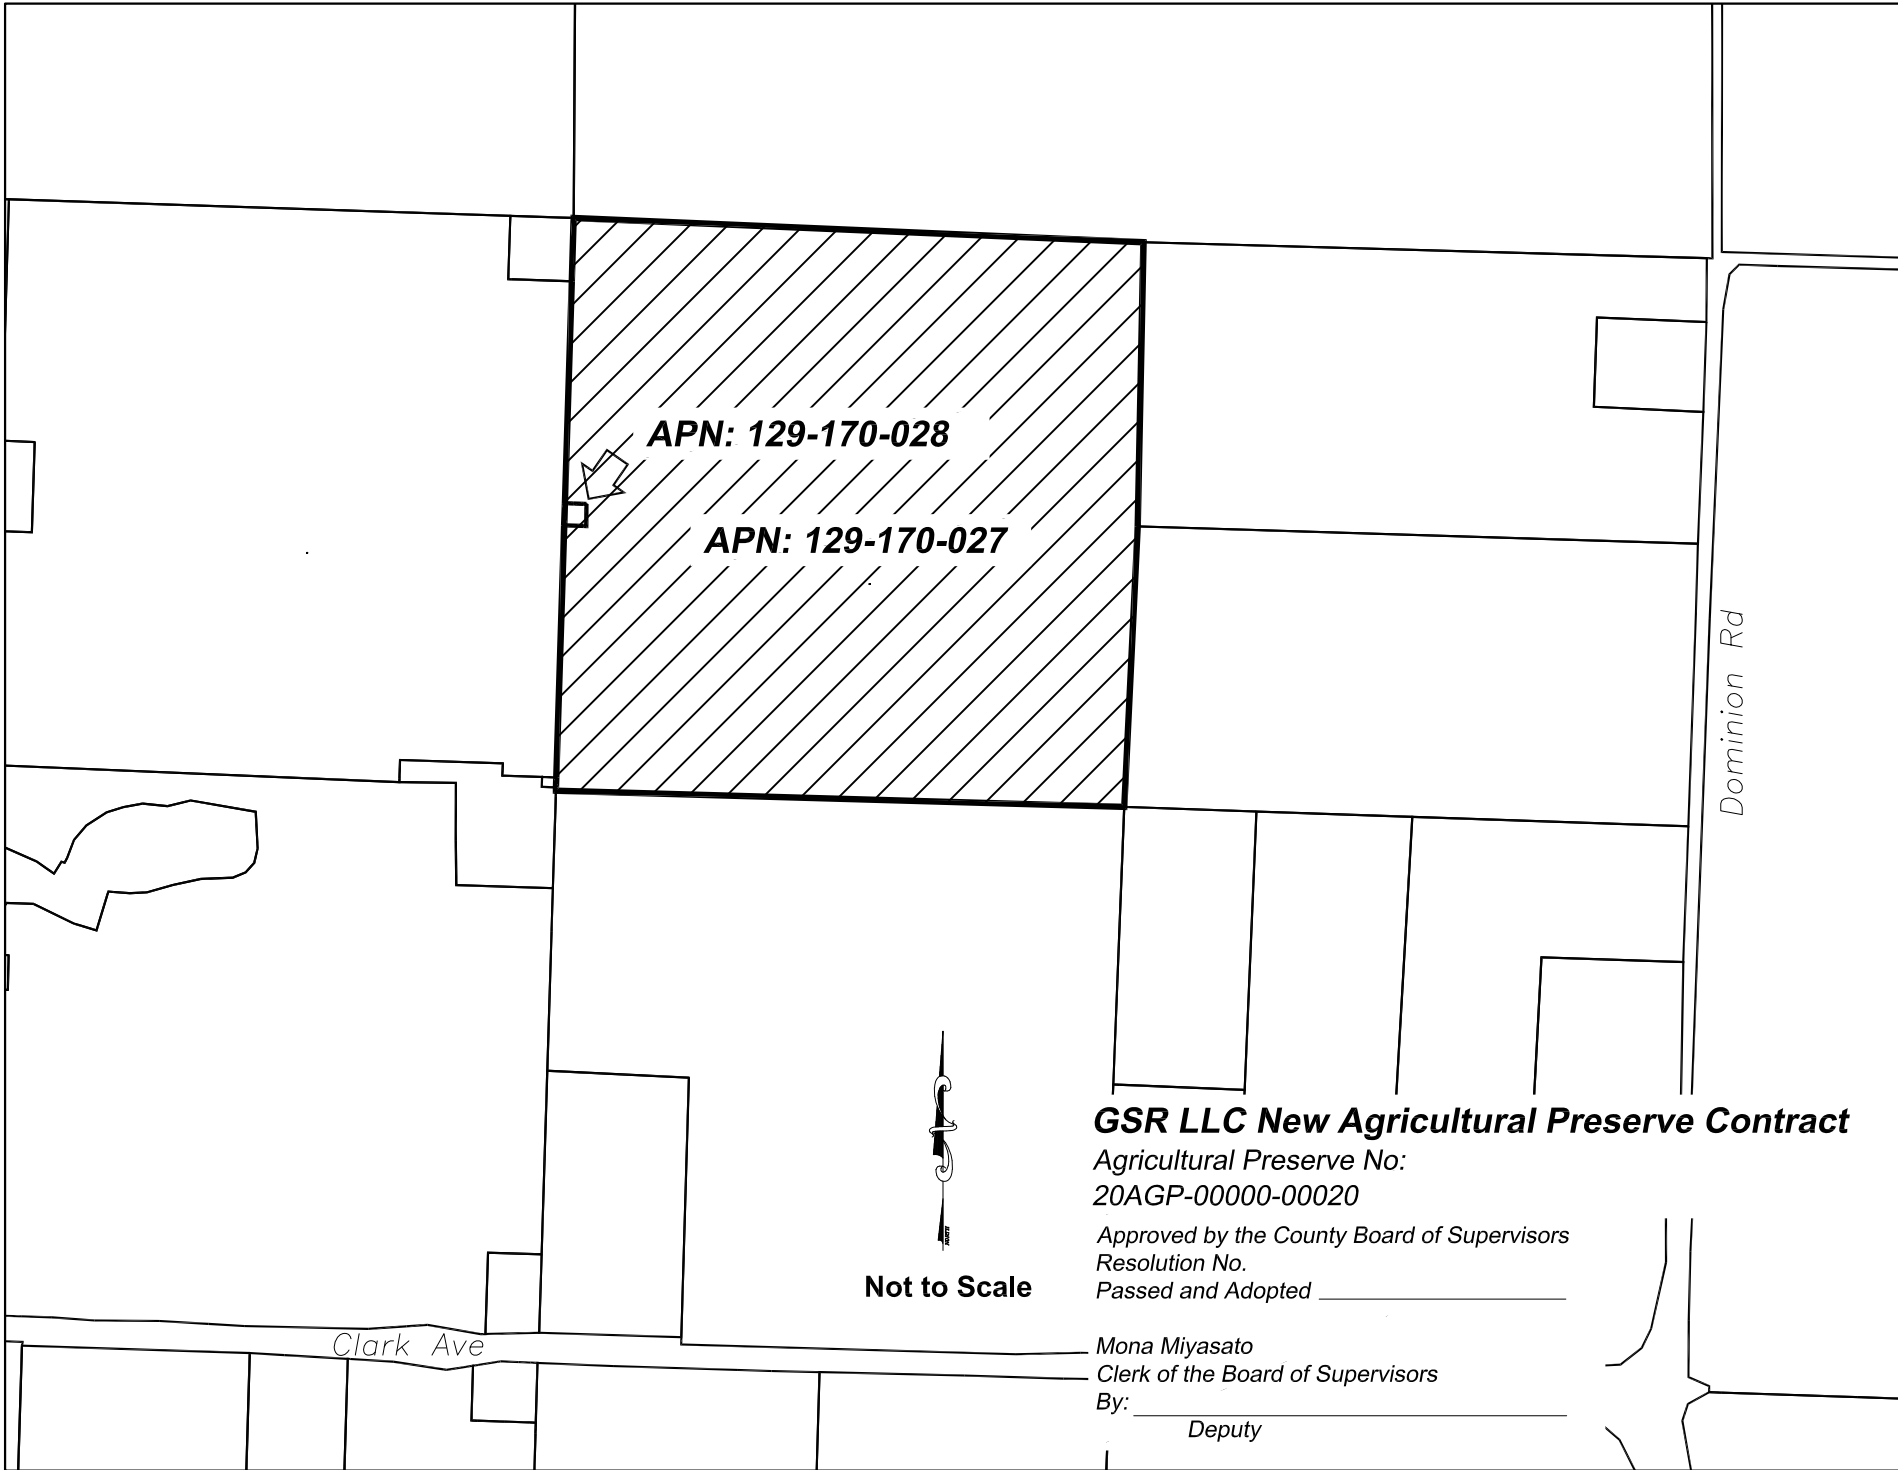 APN: 129-170-028
APN: 129-170-027
Dominion Rd
GSR LLC New Agricultural Preserve Contract
Agricultural Preserve No:
20AGP-00000-00020
Approved by the County Board of Supervisors
Resolution No.
Passed and Adopted
NORTH
Not to Scale
Clark Ave
Mona Miyasato
Clerk of the Board of Supervisors
By:
Deputy